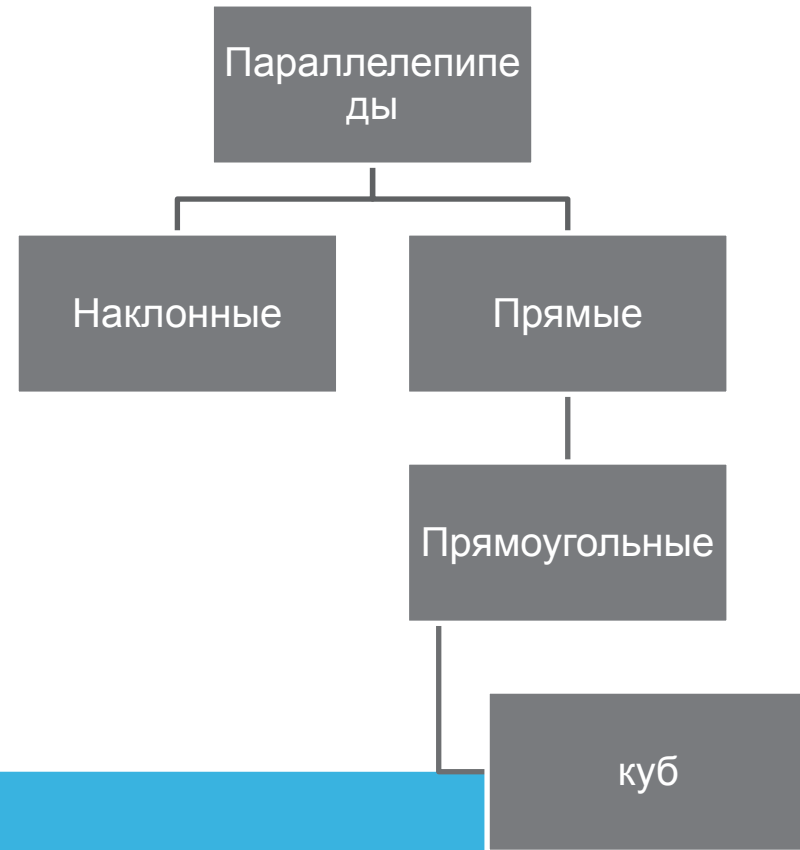 Параллелепипе
ды
Наклонные
Прямые
Прямоугольные
куб